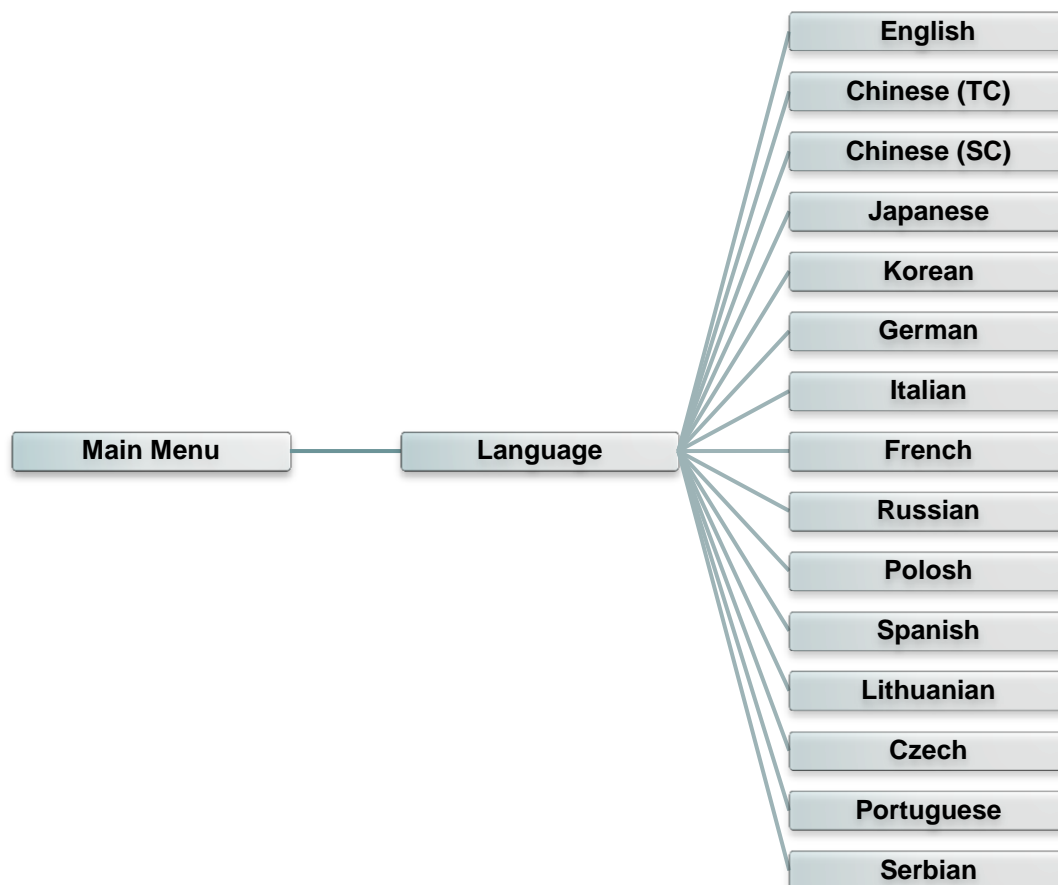 Main Menu
Language
English
Chinese (TC)
Chinese (SC)
Japanese
Korean
German
Italian
French
Russian
Polosh
Spanish
Lithuanian
Czech
Portuguese
Serbian